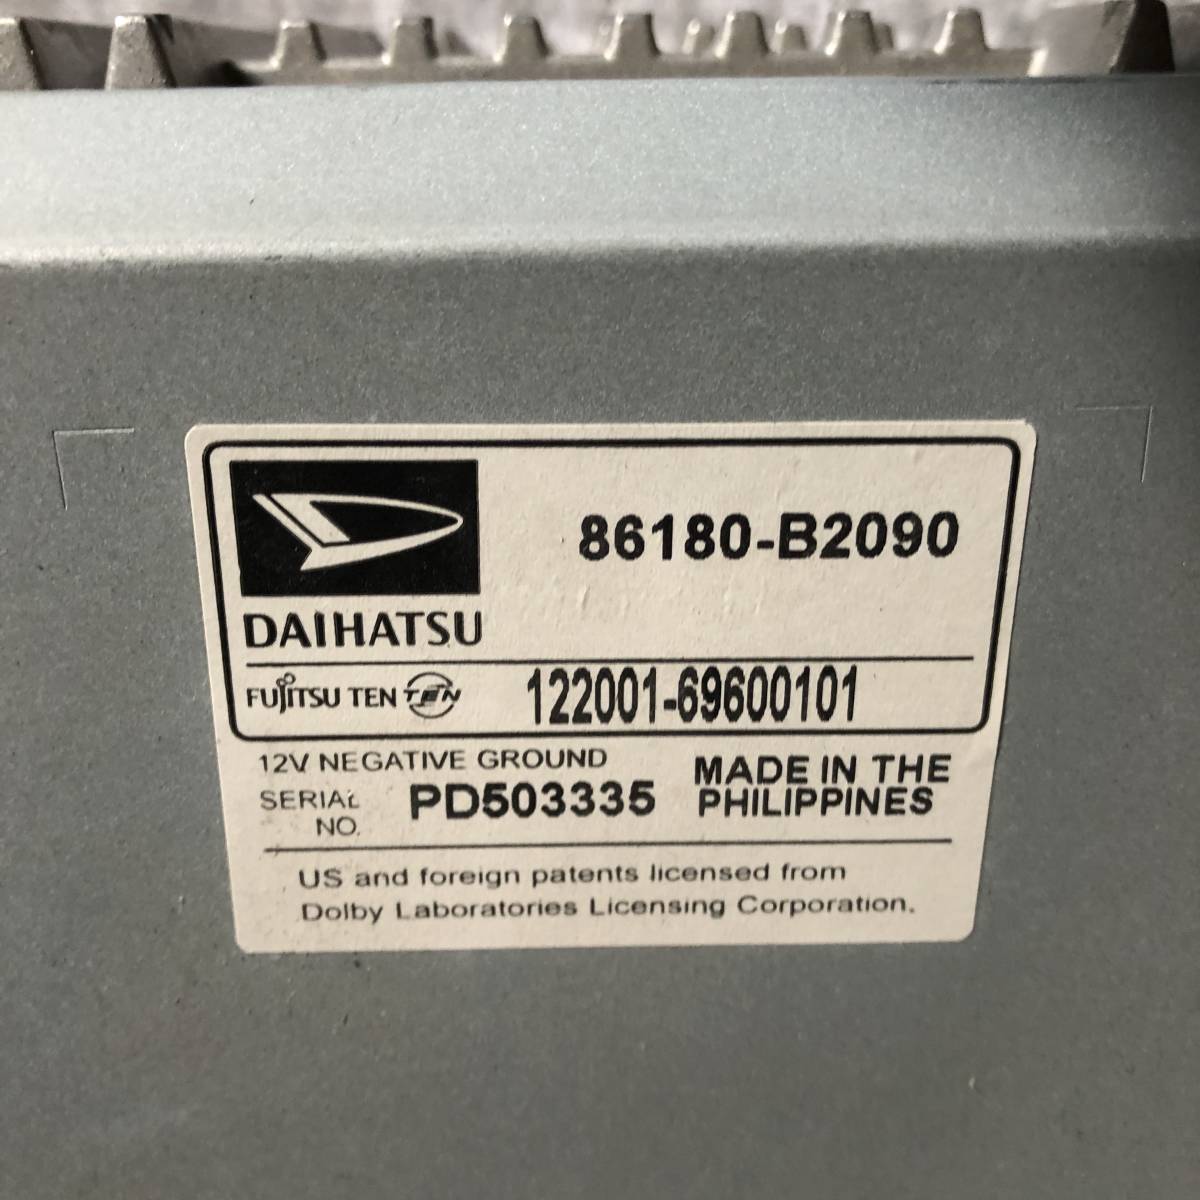 86180-B2090
DAIHATSU
FUJITSU TEN TEN 122001-69600101
12V NEGATIVE GROUND
SERIAL NO. PD503335
MADE IN THE
PHILIPPINES
US and foreign patents licensed from
Dolby Laboratories Licensing Corporation.